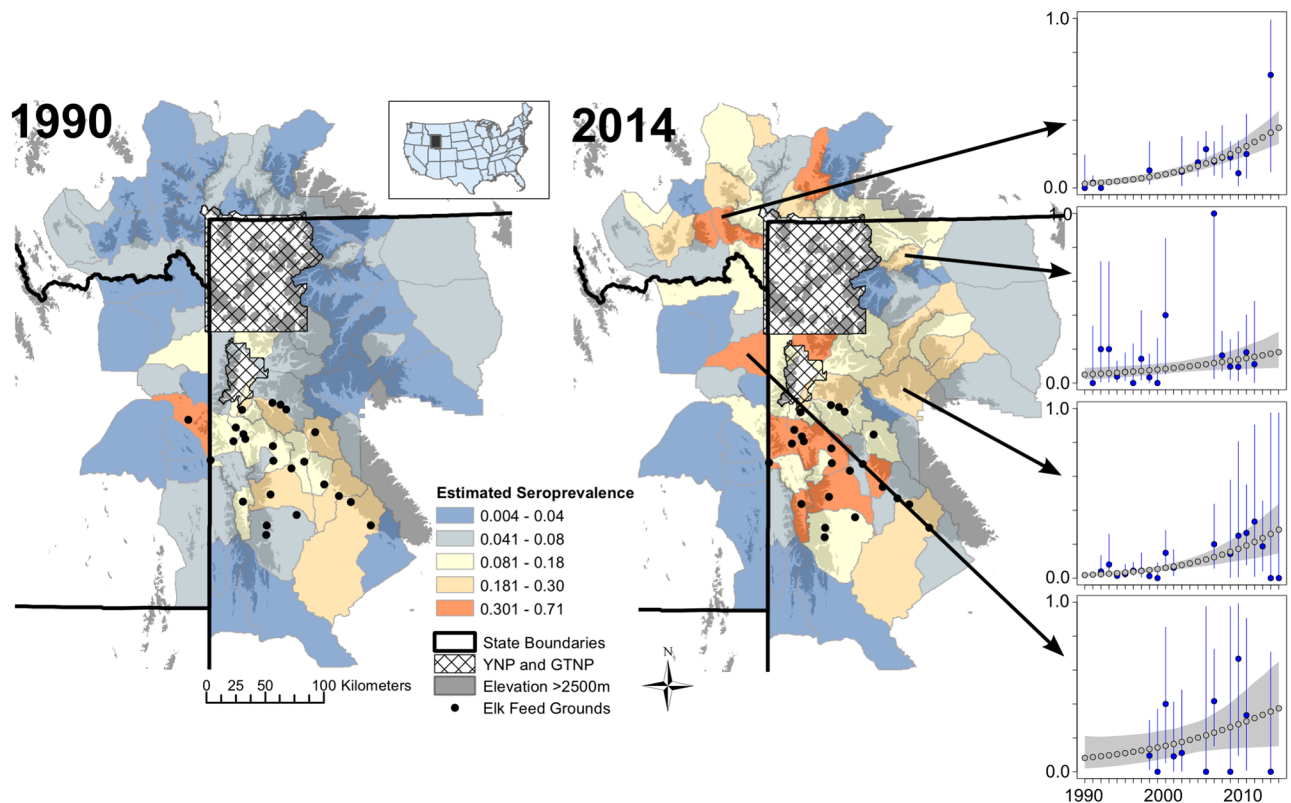 1990
2014
Estimated Seroprevalence
0.004 - 0.04
0.041 - 0.08
0.081 - 0.18
0.181 - 0.30
0.301 - 0.71
State Boundaries
YNP and GTNP
Elevation >2500m
Elk Feed Grounds
0 25 50 100 Kilometers
N
1.0
0.0
1.0
0.0
1.0
0.0
1.0
0.0
1990 2000 2010